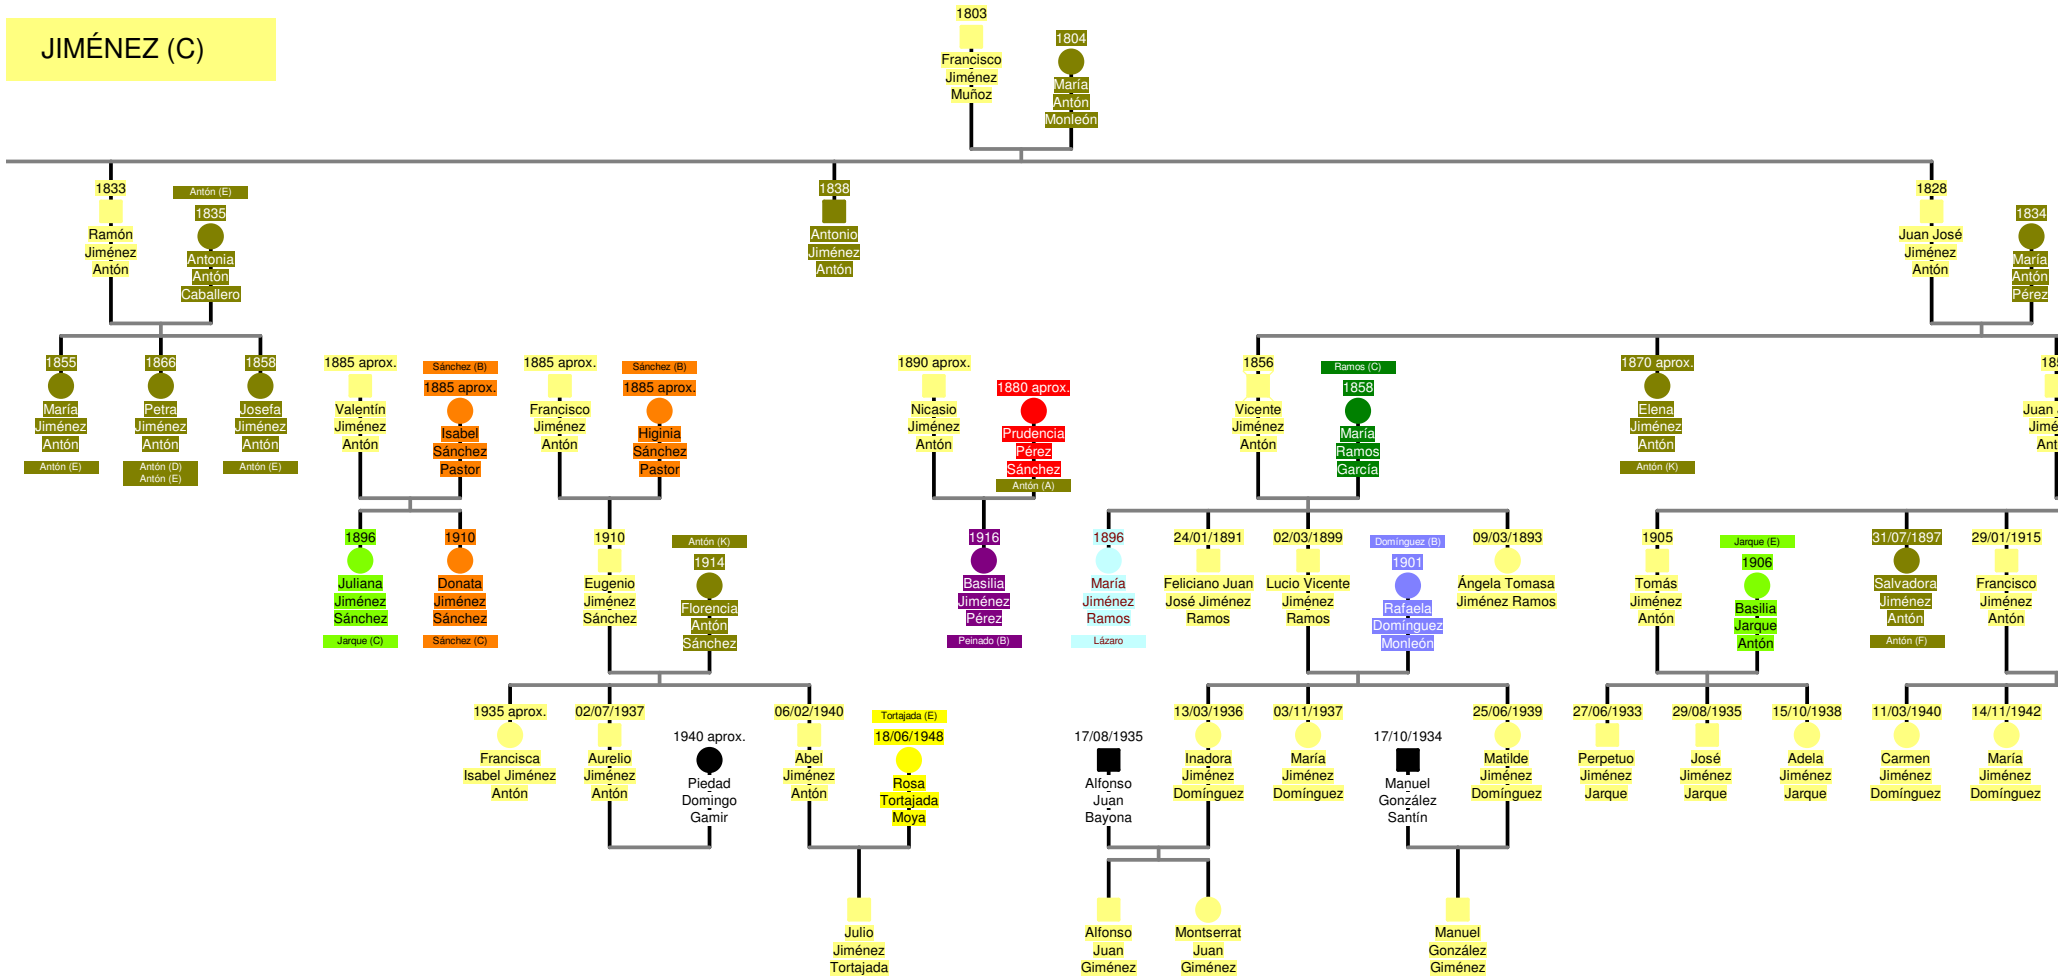 JIMÉNEZ (C)
1803
Francisco
Jiménez
Muñoz
1804
María
Antón
Monleón
1833
Ramón
Jiménez
Antón
Antón (E)
1835
Antonia
Antón
Caballero
1838
Antonio
Jiménez
Antón
1828
Juan José
Jiménez
Antón
1834
María
Antón
Pérez
1855
María
Jiménez
Antón
Antón (E)
1866
Petra
Jiménez
Antón
Antón (D)
Antón (E)
1858
Josefa
Jiménez
Antón
Antón (E)
1885 aprox.
Valentín
Jiménez
Antón
Sánchez (B)
1885 aprox.
Isabel
Sánchez
Pastor
1885 aprox.
Francisco
Jiménez
Antón
Sánchez (B)
1885 aprox.
Higinia
Sánchez
Pastor
1890 aprox.
Nicasio
Jiménez
Antón
1880 aprox.
Prudencia
Pérez
Sánchez
Antón (A)
1856
Vicente
Jiménez
Antón
Ramos (C)
1858
María
Ramos
García
1870 aprox.
Elena
Jiménez
Antón
Antón (K)
185
Juan
Jimé
Ant
1896
Juliana
Jiménez
Sánchez
Jarque (C)
1910
Donata
Jiménez
Sánchez
Sánchez (C)
1910
Eugenio
Jiménez
Sánchez
Antón (K)
1914
Florencia
Antón
Sánchez
1916
Basilia
Jiménez
Pérez
Peinado (B)
1896
María
Jiménez
Ramos
Lázaro
24/01/1891
Feliciano Juan
José Jiménez
Ramos
02/03/1899
Lucio Vicente
Jiménez
Ramos
Domínguez (B)
1901
Rafaela
Domínguez
Monleón
09/03/1893
Ángela Tomasa
Jiménez Ramos
1905
Tomás
Jiménez
Antón
Jarque (E)
1906
Basilia
Jarque
Antón
31/07/1897
Salvadora
Jiménez
Antón
Antón (F)
29/01/1915
Francisco
Jiménez
Antón
1935 aprox.
Francisca
Isabel Jiménez
Antón
02/07/1937
Aurelio
Jiménez
Antón
1940 aprox.
Piedad
Domingo
Gamir
06/02/1940
Abel
Jiménez
Antón
Tortajada (E)
18/06/1948
Rosa
Tortajada
Moya
17/08/1935
Alfonso
Juan
Bayona
13/03/1936
Inadora
Jiménez
Domínguez
03/11/1937
María
Jiménez
Domínguez
17/10/1934
Manuel
González
Santín
25/06/1939
Matilde
Jiménez
Domínguez
27/06/1933
Perpetuo
Jiménez
Jarque
29/08/1935
José
Jiménez
Jarque
15/10/1938
Adela
Jiménez
Jarque
11/03/1940
Carmen
Jiménez
Domínguez
14/11/1942
María
Jiménez
Domínguez
Julio
Jiménez
Tortajada
Alfonso
Juan
Giménez
Montserrat
Juan
Giménez
Manuel
González
Giménez